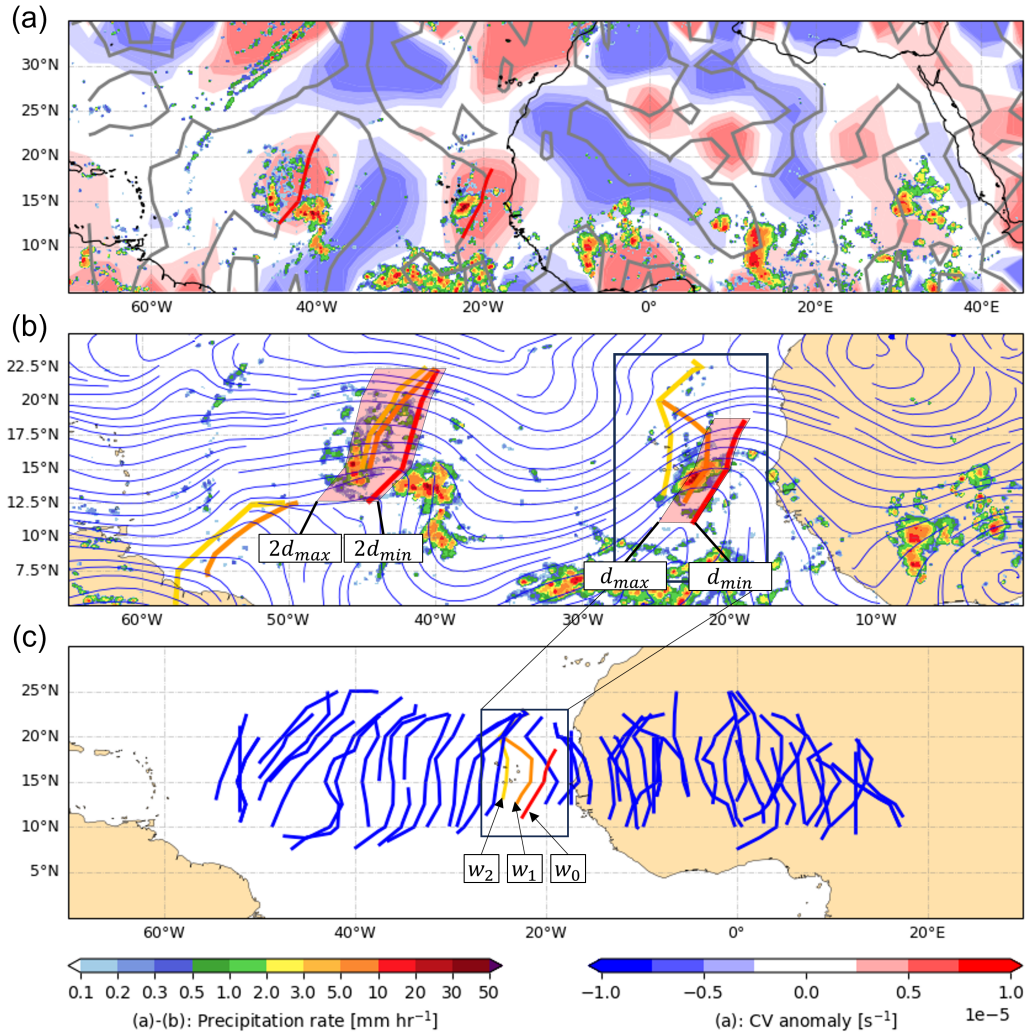 (a)
30°N
25°N
20°N
15°N
10°N
60°W 40°W 20°W 0° 20°E 40°E
(b)
22.5°N
20°N
17.5°N
15°N
12.5°N
10°N
7.5°N
2d_max 2d_min
d_max d_min
60°W 50°W 40°W 30°W 20°W 10°W
(c)
25°N
20°N
15°N
10°N
5°N
w_2 w_1 w_0
60°W 40°W 20°W 0° 20°E
0.1 0.2 0.3 0.5 1.0 2.0 3.0 5.0 10 20 30 50
(a)-(b): Precipitation rate [mm hr⁻¹]
−1.0 −0.5 0.0 0.5 1.0
1e−5
(a): CV anomaly [s⁻¹]